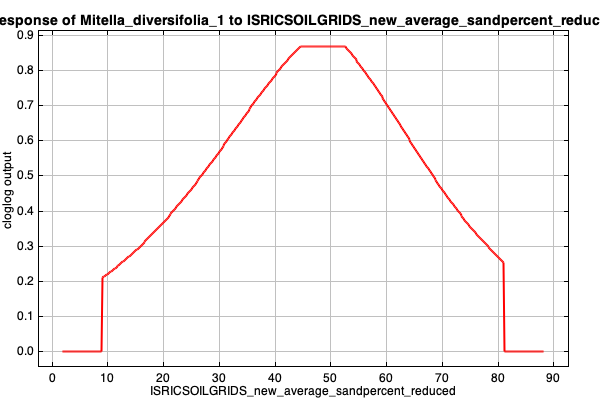 esponse of Mitella_diversifolia_1 to ISRICSOILGRIDS_new_average_sandpercent_reduc
0.9
0.8
0.7
0.6
0.5
0.4
0.3
0.2
0.1
0.0
cloglog output
0 10 20 30 40 50 60 70 80 90
ISRICSOILGRIDS_new_average_sandpercent_reduced